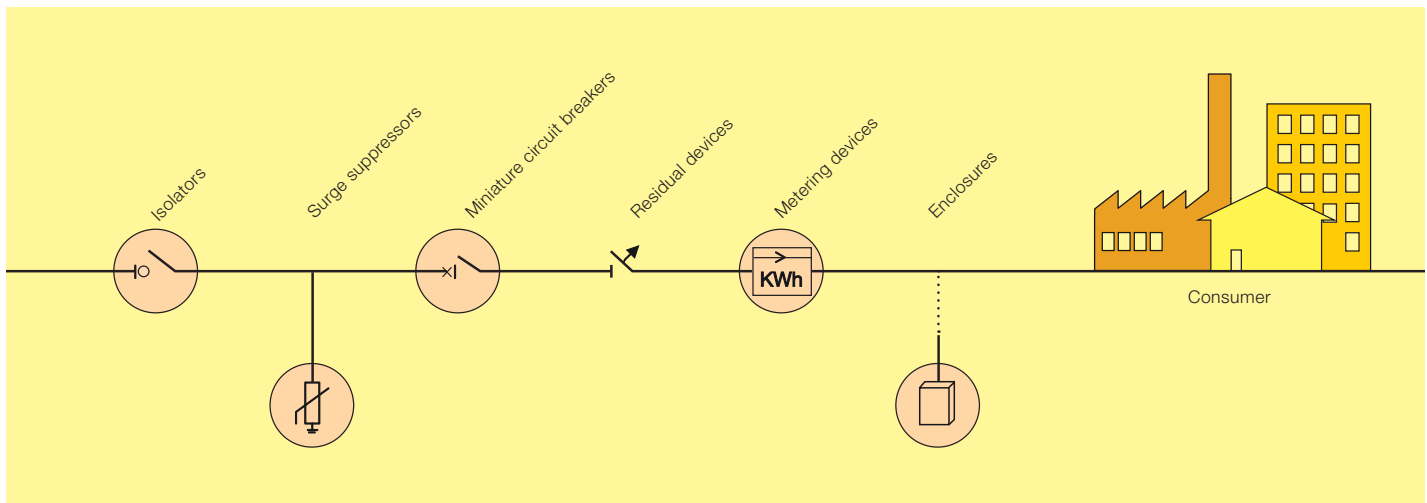 Isolators
Surge suppressors
Miniature circuit breakers
Residual devices
Metering devices
Enclosures
KWh
Consumer